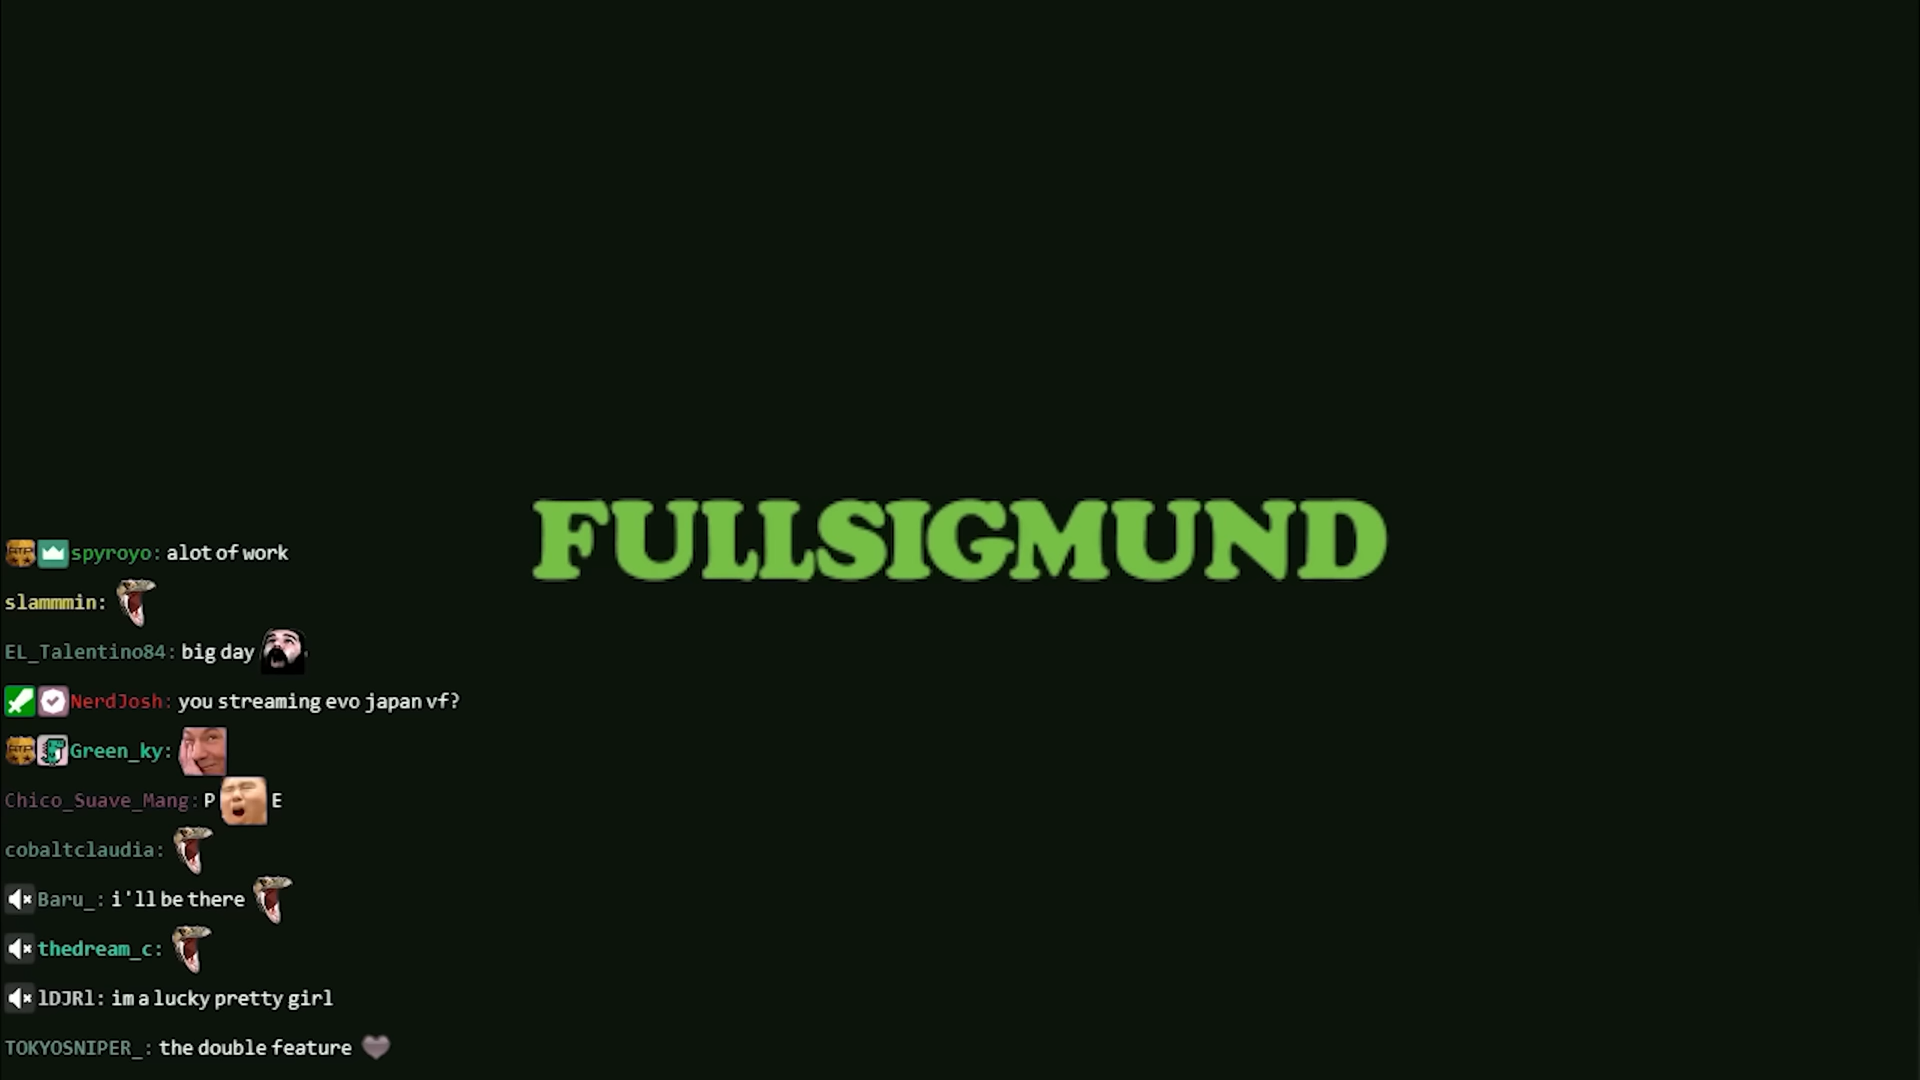 FULLSIGMUND
spyroyo: alot of work
slammmin:
EL_Talentino84: big day
NerdJosh: you streaming evo japan vf?
Green_ky:
Chico_Suave_Mang: P E
cobaltclaudia:
Baru_: i'll be there
thedream_c:
lDJRl: im a lucky pretty girl
TOKYOSNIPER_: the double feature